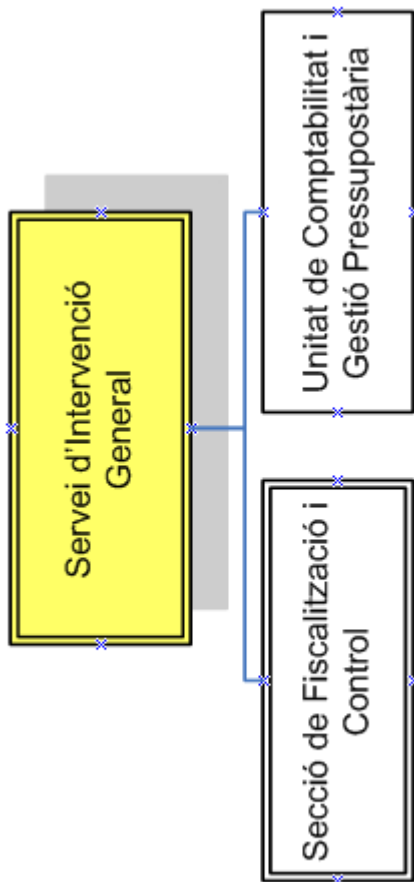 Servei d'Intervenció
General
Secció de Fiscalització i
Control
Unitat de Comptabilitat i
Gestió Pressupostària